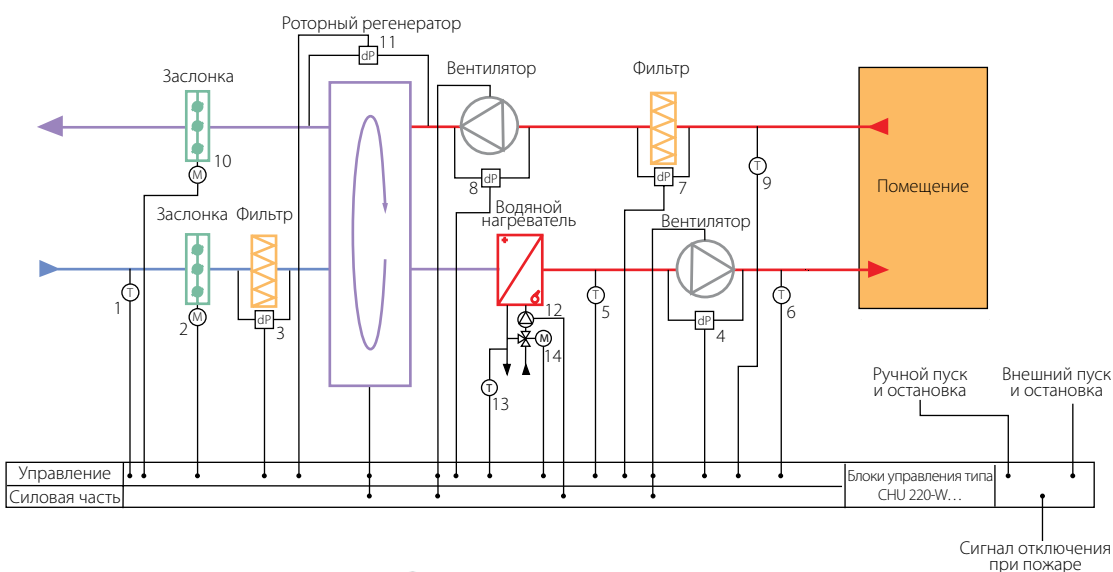 Роторный регенератор
11
dP
Заслонка
Вентилятор
Фильтр
10
M
8
dP
dP
7
T
9
Помещение
Заслонка
Фильтр
Водяной
нагреватель
Вентилятор
+
T
1
M
2
dP
3
12
M
14
T
5
dP
4
T
6
T
13
Ручной пуск
и остановка
Внешний пуск
и остановка
Управление
Силовая часть
Блоки управления типа
CHU 220-W...
Сигнал отключения
при пожаре